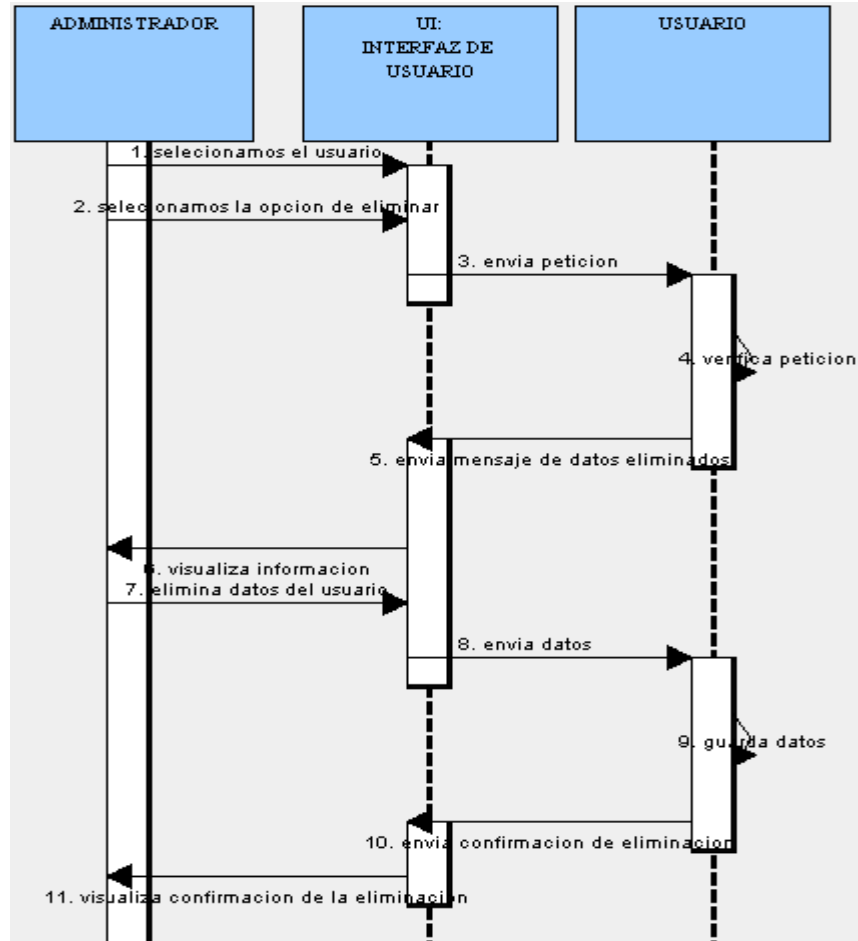 ADMINISTRADOR
UI:
INTERFAZ DE
USUARIO
USUARIO
1. selecionamos el usuario
2. selecionamos la opcion de eliminar
3. envia peticion
4. verifica peticion
5. envia mensaje de datos eliminados
6. visualiza informacion
7. elimina datos del usuario
8. envia datos
9. guarda datos
10. envia confirmacion de eliminacion
11. visualiza confirmacion de la eliminacion